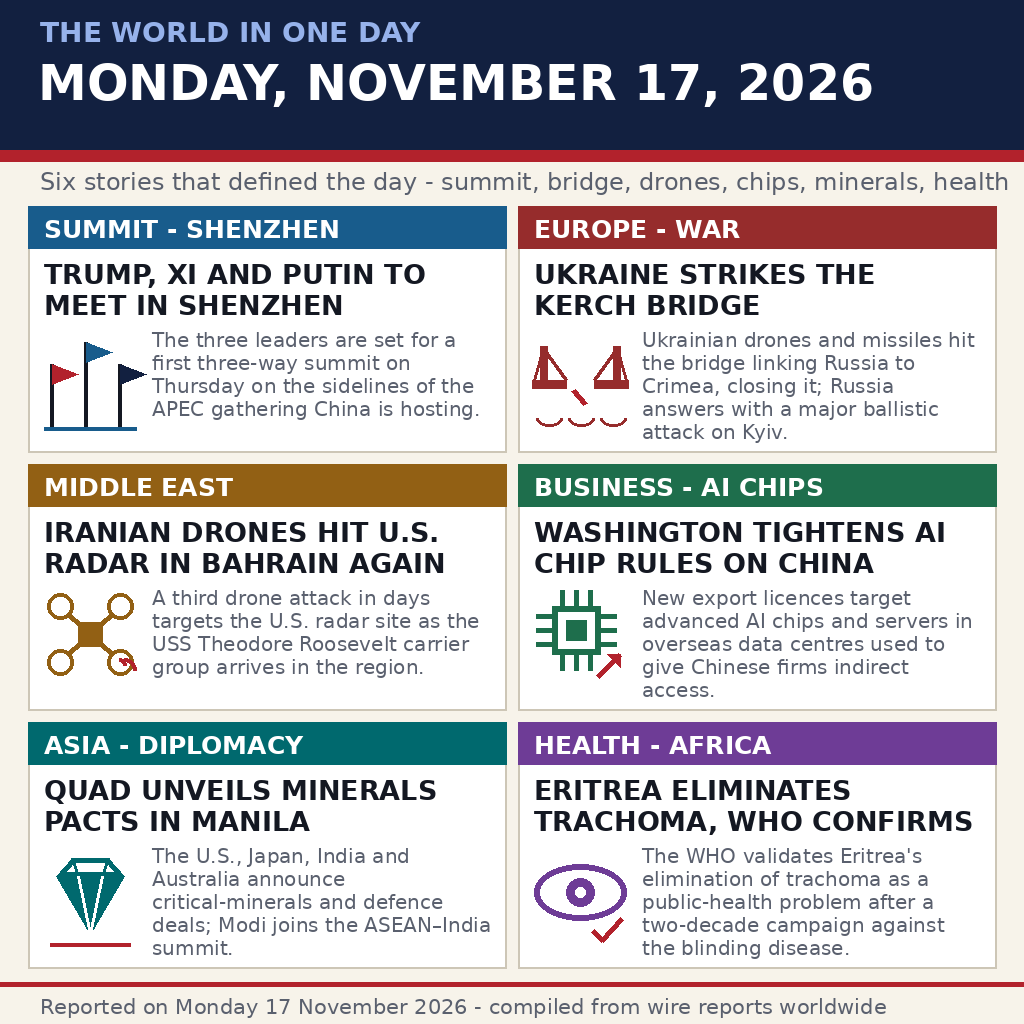 THE WORLD IN ONE DAY
MONDAY, NOVEMBER 17, 2026
Six stories that defined the day - summit, bridge, drones, chips, minerals, health
SUMMIT - SHENZHEN
TRUMP, XI AND PUTIN TO
MEET IN SHENZHEN
The three leaders are set for a
first three-way summit on
Thursday on the sidelines of the
APEC gathering China is hosting.
EUROPE - WAR
UKRAINE STRIKES THE
KERCH BRIDGE
Ukrainian drones and missiles hit
the bridge linking Russia to
Crimea, closing it; Russia
answers with a major ballistic
attack on Kyiv.
MIDDLE EAST
IRANIAN DRONES HIT U.S.
RADAR IN BAHRAIN AGAIN
A third drone attack in days
targets the U.S. radar site as the
USS Theodore Roosevelt carrier
group arrives in the region.
BUSINESS - AI CHIPS
WASHINGTON TIGHTENS AI
CHIP RULES ON CHINA
New export licences target
advanced AI chips and servers in
overseas data centres used to
give Chinese firms indirect
access.
ASIA - DIPLOMACY
QUAD UNVEILS MINERALS
PACTS IN MANILA
The U.S., Japan, India and
Australia announce
critical-minerals and defence
deals; Modi joins the ASEAN–India
summit.
HEALTH - AFRICA
ERITREA ELIMINATES
TRACHOMA, WHO CONFIRMS
The WHO validates Eritrea's
elimination of trachoma as a
public-health problem after a
two-decade campaign against
the blinding disease.
Reported on Monday 17 November 2026 - compiled from wire reports worldwide